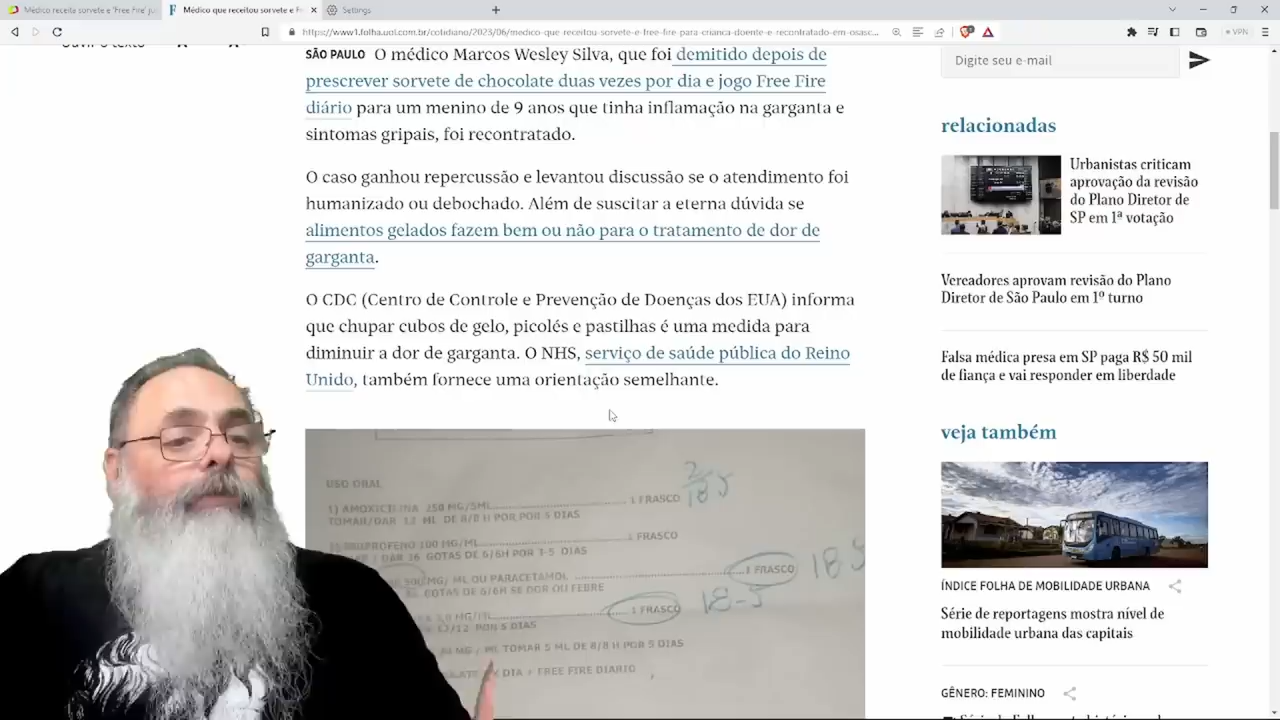 Médico receita sorvete e 'Free Fire' ju
Médico que receitou sorvete e F
Settings
https://www1.folha.uol.com.br/cotidiano/2023/06/medico-que-receitou-sorvete-e-free-fire-para-crianca-doente-e-recontratado-em-osasc...
VPN
Ouvir o texto
SÃO PAULO O médico Marcos Wesley Silva, que foi demitido depois de
prescrever sorvete de chocolate duas vezes por dia e jogo Free Fire
diário para um menino de 9 anos que tinha inflamação na garganta e
sintomas gripais, foi recontratado.
O caso ganhou repercussão e levantou discussão se o atendimento foi
humanizado ou debochado. Além de suscitar a eterna dúvida se
alimentos gelados fazem bem ou não para o tratamento de dor de
garganta.
O CDC (Centro de Controle e Prevenção de Doenças dos EUA) informa
que chupar cubos de gelo, picolés e pastilhas é uma medida para
diminuir a dor de garganta. O NHS, serviço de saúde pública do Reino
Unido, também fornece uma orientação semelhante.
USO ORAL
1) AMOXICILINA 250 MG/5ML 1 FRASCO
TOMAR/DAR 13 ML DE 8/8 H POR POR 5 DIAS
IBUPROFENO 100 MG/ML 1 FRASCO
DAR 36 GOTAS DE 6/6H POR 3-5 DIAS
500 MG/ ML OU PARACETAMOL 1 FRASCO
GOTAS DE 6/6H SE DOR OU FEBRE
MG/ML 1 FRASCO
12/12 POR 5 DIAS
MG / ML TOMAR 5 ML DE 8/8 H POR 5 DIAS
DIA + FREE FIRE DIARIO
Digite seu e-mail
relacionadas
Urbanistas criticam
aprovação da revisão
do Plano Diretor de
SP em 1ª votação
Vereadores aprovam revisão do Plano
Diretor de São Paulo em 1º turno
Falsa médica presa em SP paga R$ 50 mil
de fiança e vai responder em liberdade
veja também
ÍNDICE FOLHA DE MOBILIDADE URBANA
Série de reportagens mostra nível de
mobilidade urbana das capitais
GÊNERO: FEMININO